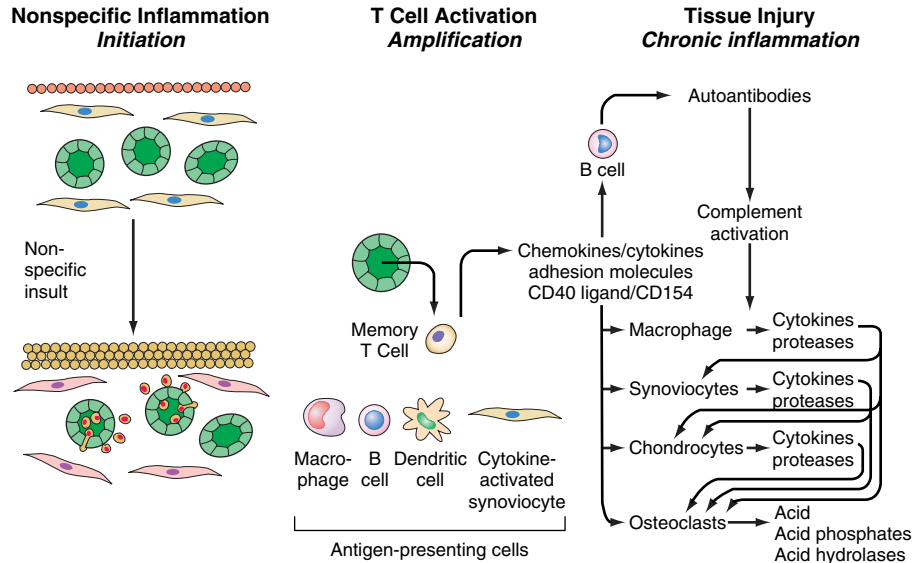 Nonspecific Inflammation
Initiation
T Cell Activation
Amplification
Tissue Injury
Chronic inflammation
Non-
specific
insult
Memory
T Cell
Macro-
phage
B
cell
Dendritic
cell
Cytokine-
activated
synoviocyte
Antigen-presenting cells
Chemokines/cytokines
adhesion molecules
CD40 ligand/CD154
B cell
Autoantibodies
Complement
activation
Macrophage
Cytokines
proteases
Synoviocytes
Cytokines
proteases
Chondrocytes
Cytokines
proteases
Osteoclasts
Acid
Acid phosphates
Acid hydrolases